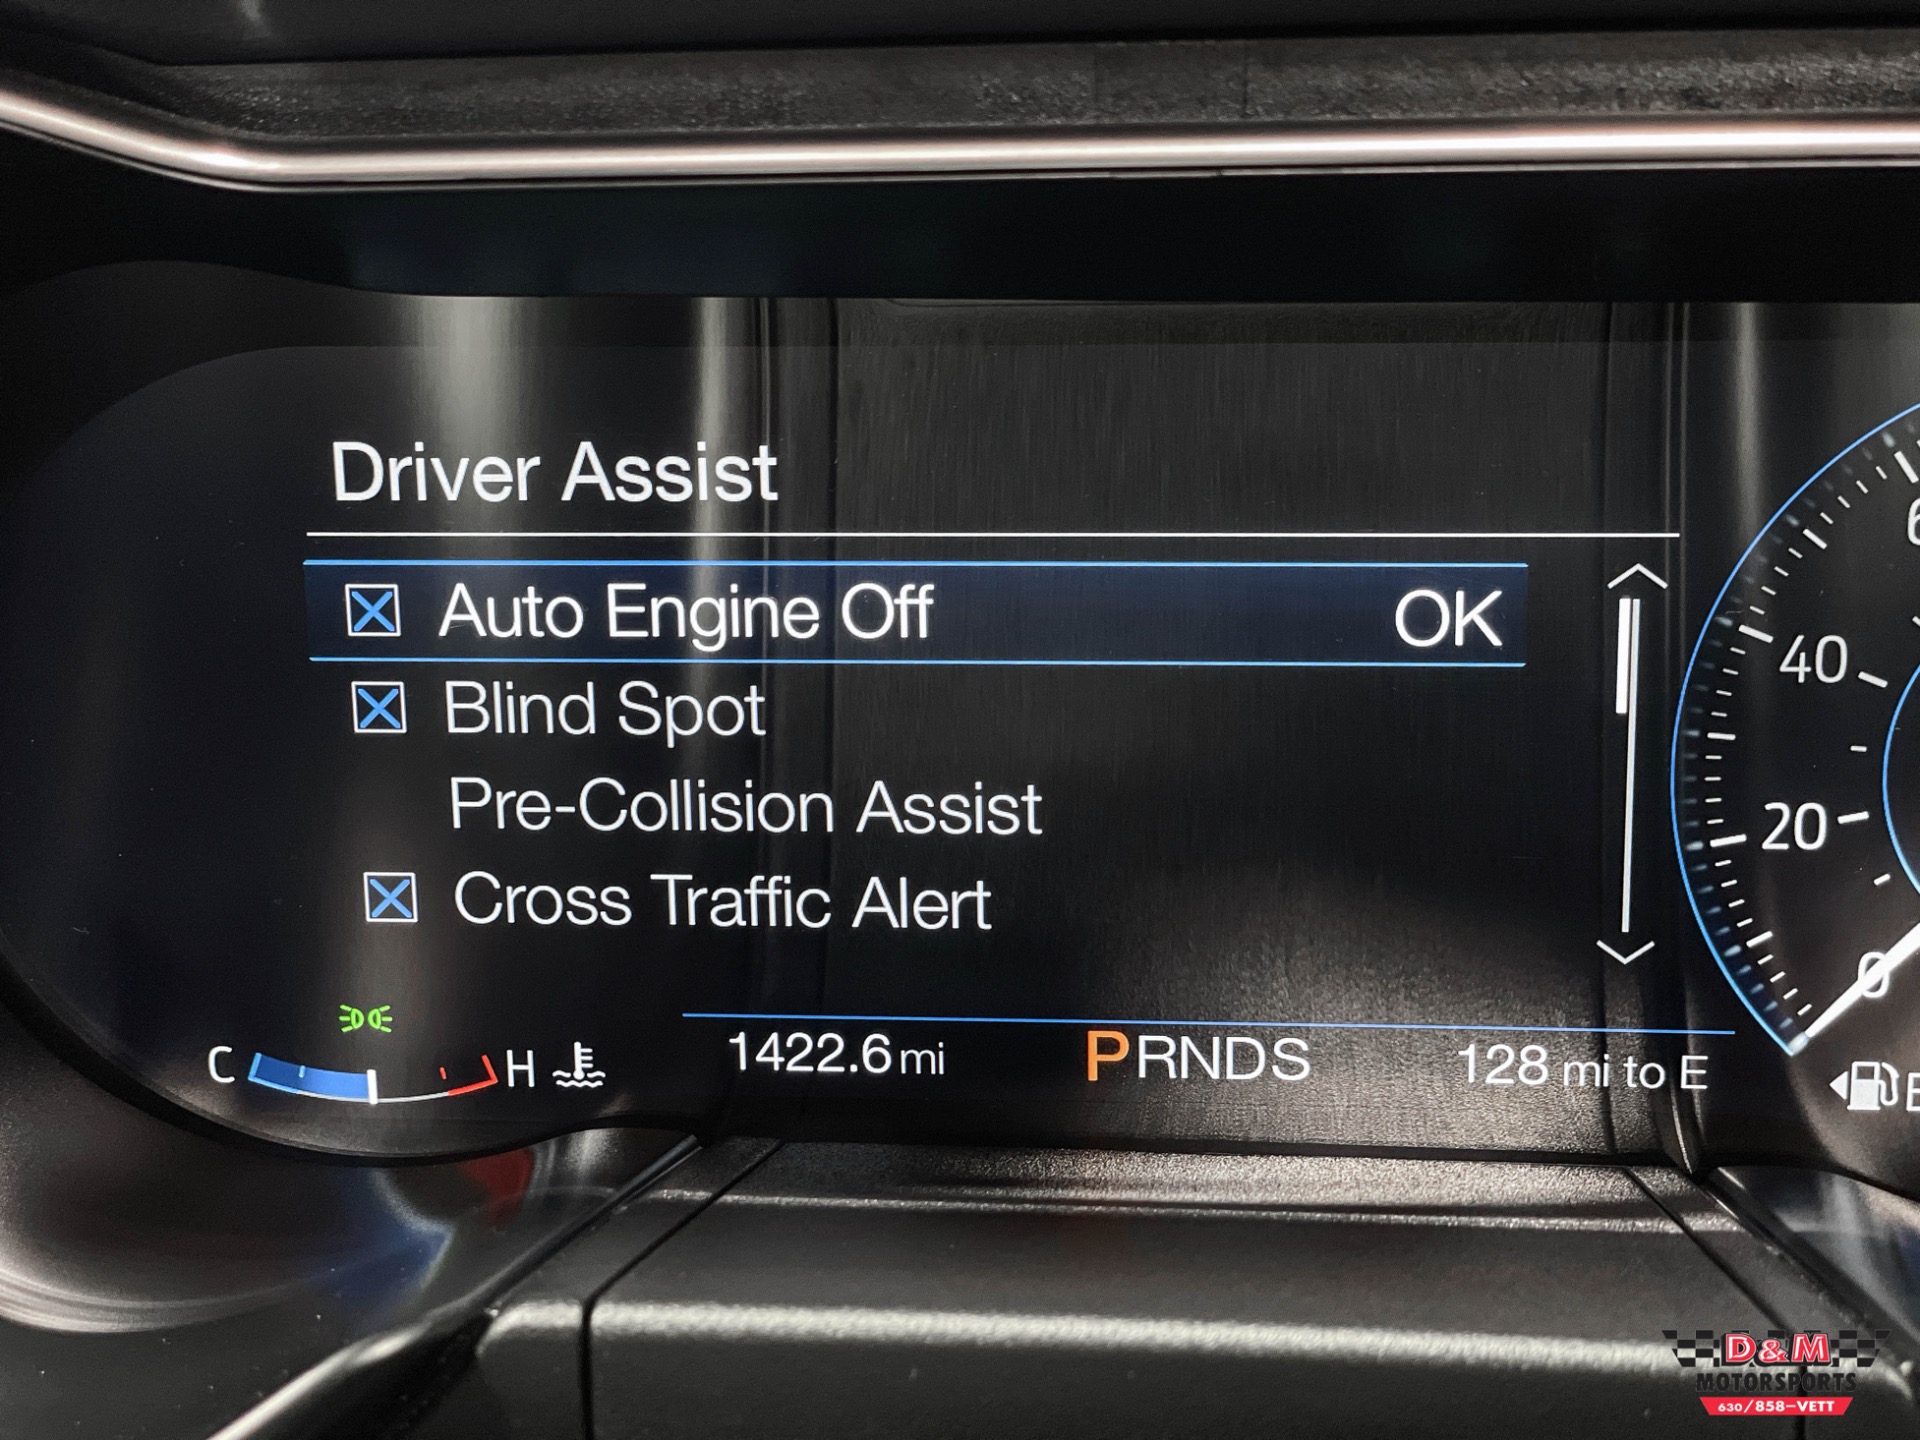 Driver Assist
Auto Engine Off OK
Blind Spot
Pre-Collision Assist
Cross Traffic Alert
40
20
0
C H
1422.6 mi PRNDS 128 mi to E
D&M
MOTORSPORTS
630/858-VETT